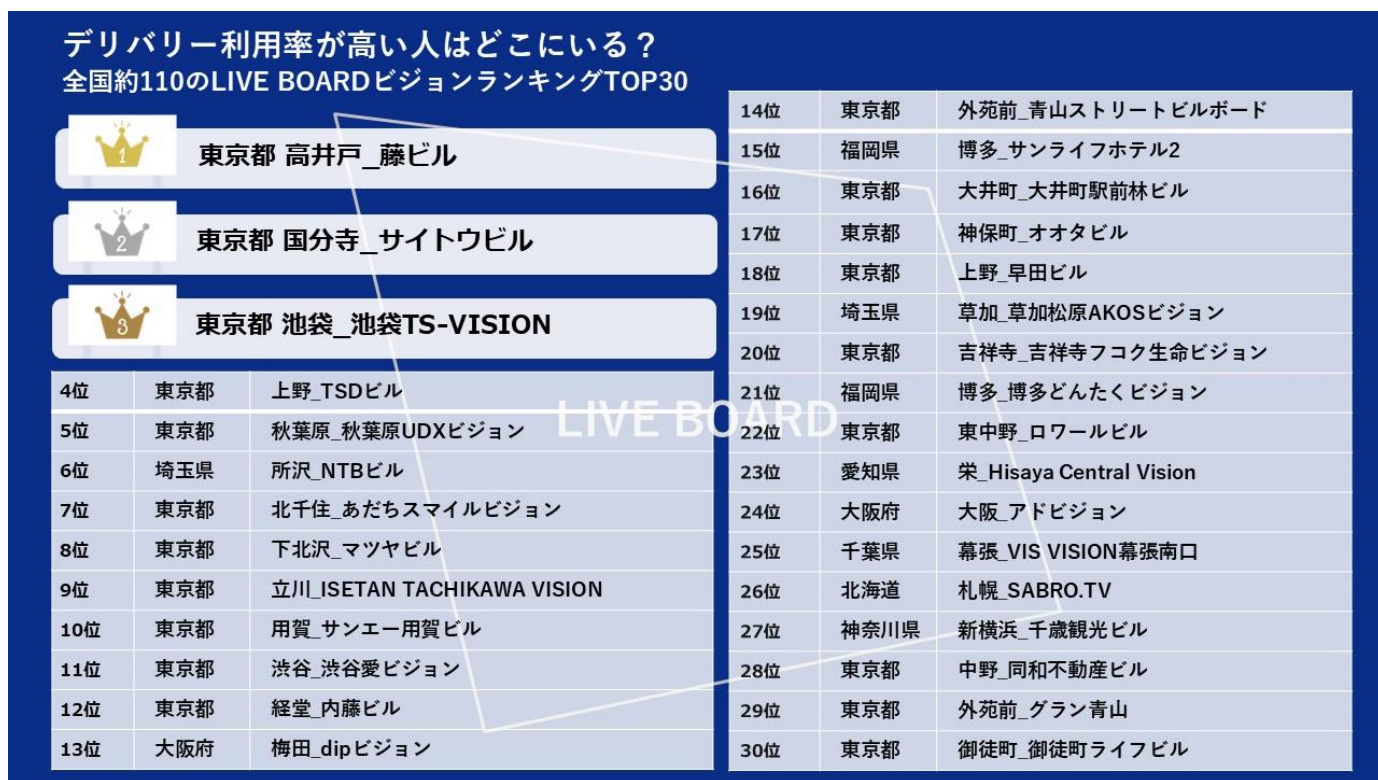 デリバリー利用率が高い人はどこにいる？
全国約110のLIVE BOARDビジョンランキングTOP30
1 東京都 高井戸_藤ビル
2 東京都 国分寺_サイトウビル
3 東京都 池袋_池袋TS-VISION
4位 東京都 上野_TSDビル
5位 東京都 秋葉原_秋葉原UDXビジョン
6位 埼玉県 所沢_NTBビル
7位 東京都 北千住_あだちスマイルビジョン
8位 東京都 下北沢_マツヤビル
9位 東京都 立川_ISETAN TACHIKAWA VISION
10位 東京都 用賀_サンエー用賀ビル
11位 東京都 渋谷_渋谷愛ビジョン
12位 東京都 経堂_内藤ビル
13位 大阪府 梅田_dipビジョン
14位 東京都 外苑前_青山ストリートビルボード
15位 福岡県 博多_サンライフホテル2
16位 東京都 大井町_大井町駅前林ビル
17位 東京都 神保町_オオタビル
18位 東京都 上野_早田ビル
19位 埼玉県 草加_草加松原AKOSビジョン
20位 東京都 吉祥寺_吉祥寺フコク生命ビジョン
21位 福岡県 博多_博多どんたくビジョン
22位 東京都 東中野_ロワールビル
23位 愛知県 栄_Hisaya Central Vision
24位 大阪府 大阪_アドビジョン
25位 千葉県 幕張_VIS VISION幕張南口
26位 北海道 札幌_SABRO.TV
27位 神奈川県 新横浜_千歳観光ビル
28位 東京都 中野_同和不動産ビル
29位 東京都 外苑前_グラン青山
30位 東京都 御徒町_御徒町ライフビル
LIVE BOARD